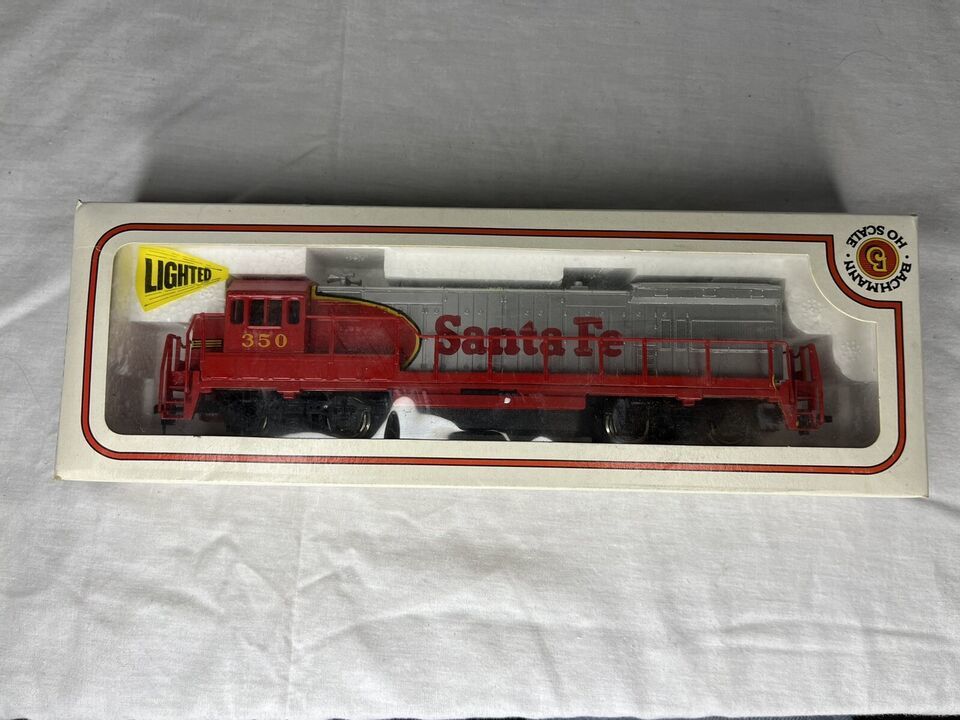 LIGHTED
350
Santa Fe
B
BACHMANN
HO SCALE